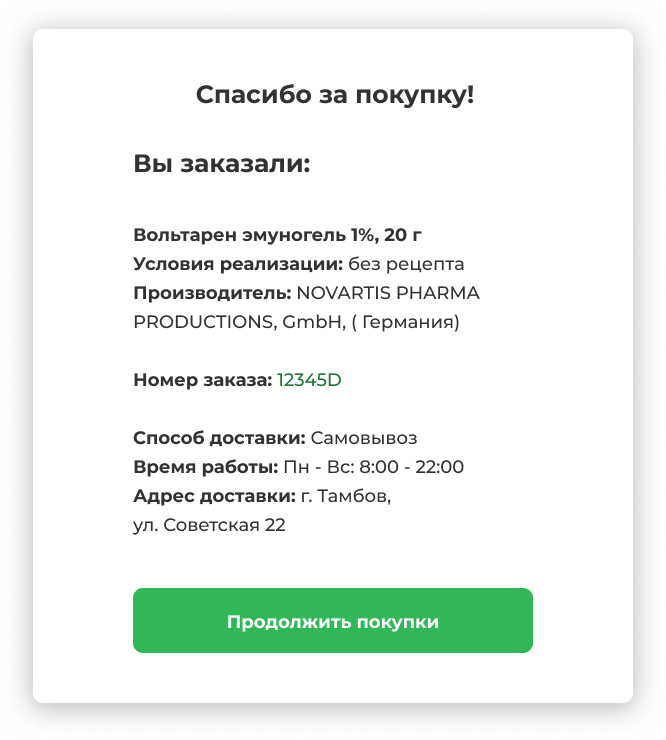 Спасибо за покупку!
Вы заказали:
Вольтарен эмуногель 1%, 20 г
Условия реализации: без рецепта
Производитель: NOVARTIS PHARMA
PRODUCTIONS, GmbH, ( Германия)
Номер заказа: 12345D
Способ доставки: Самовывоз
Время работы: Пн - Вс: 8:00 - 22:00
Адрес доставки: г. Тамбов,
ул. Советская 22
Продолжить покупки